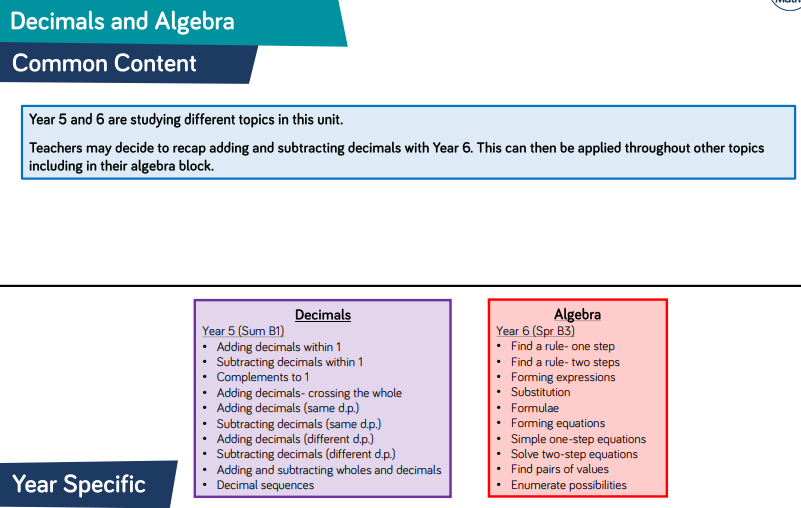 Decimals and Algebra
Common Content
Year 5 and 6 are studying different topics in this unit.
Teachers may decide to recap adding and subtracting decimals with Year 6. This can then be applied throughout other topics
including in their algebra block.
Decimals
Year 5 (Sum B1)
• Adding decimals within 1
• Subtracting decimals within 1
• Complements to 1
• Adding decimals- crossing the whole
• Adding decimals (same d.p.)
• Subtracting decimals (same d.p.)
• Adding decimals (different d.p.)
• Subtracting decimals (different d.p.)
• Adding and subtracting wholes and decimals
• Decimal sequences
Algebra
Year 6 (Spr B3)
• Find a rule- one step
• Find a rule- two steps
• Forming expressions
• Substitution
• Formulae
• Forming equations
• Simple one-step equations
• Solve two-step equations
• Find pairs of values
• Enumerate possibilities
Year Specific